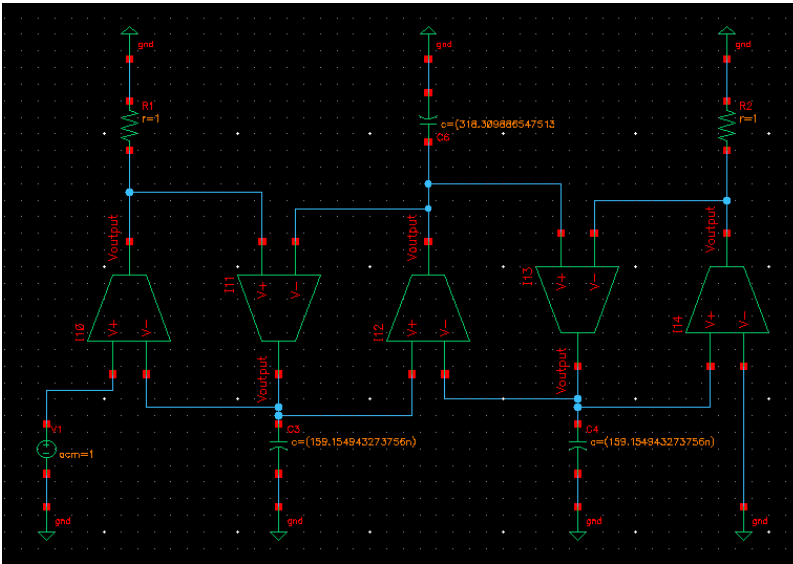 gnd
gnd
gnd
R1
r=1
c=(318.309886547513
C6
R2
r=1
Voutput
Voutput
Voutput
I10
V+
V-
I11
V+
V-
Voutput
I12
V+
V-
I13
V+
V-
Voutput
I14
V+
V-
V1
acm=1
C3
c=(159.154943273756n)
C4
c=(159.154943273756n)
gnd
gnd
gnd
gnd